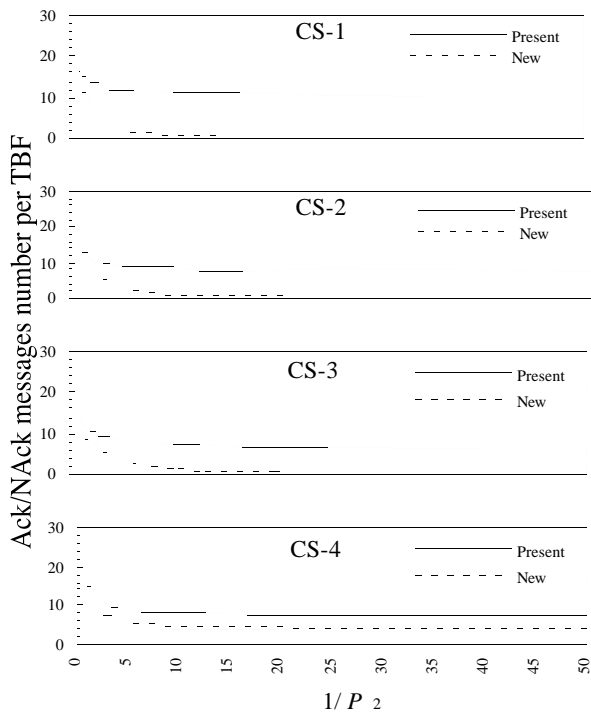 Ack/NAck messages number per TBF
30
20
10
0
CS-1
Present
New
30
20
10
0
CS-2
Present
New
30
20
10
0
CS-3
Present
New
30
20
10
0
CS-4
Present
New
0 5 10 15 20 25 30 35 40 45 50
1/ P 2